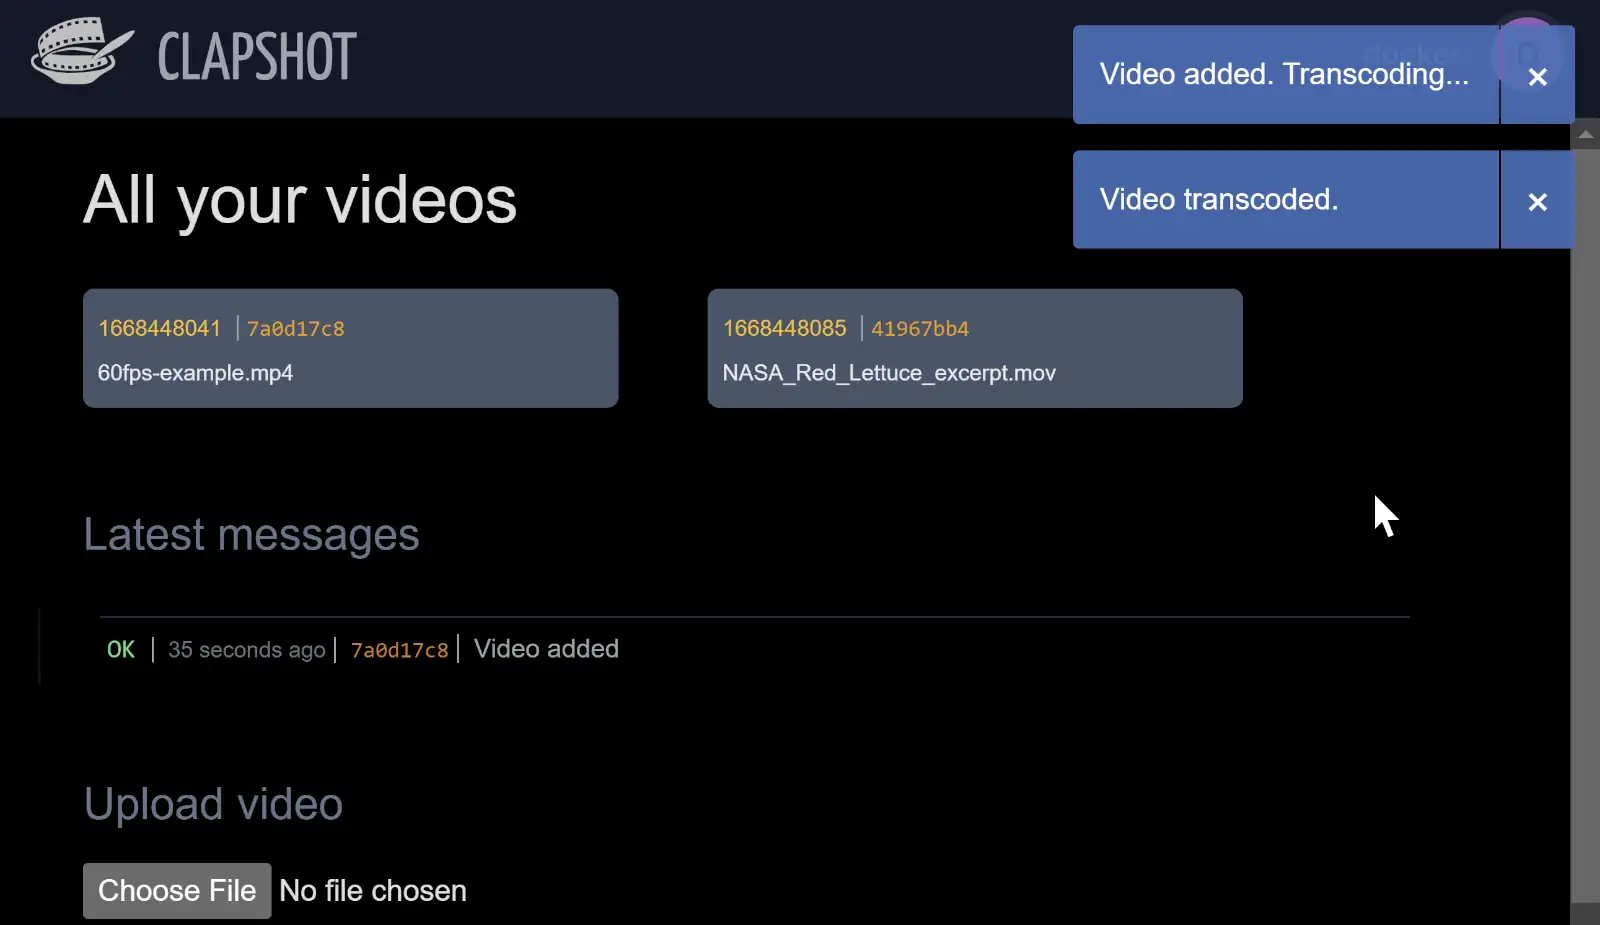 CLAPSHOT
docker
Video added. Transcoding...
Video transcoded.
All your videos
1668448041 | 7a0d17c8
60fps-example.mp4
1668448085 | 41967bb4
NASA_Red_Lettuce_excerpt.mov
Latest messages
OK | 35 seconds ago | 7a0d17c8 | Video added
Upload video
Choose File No file chosen